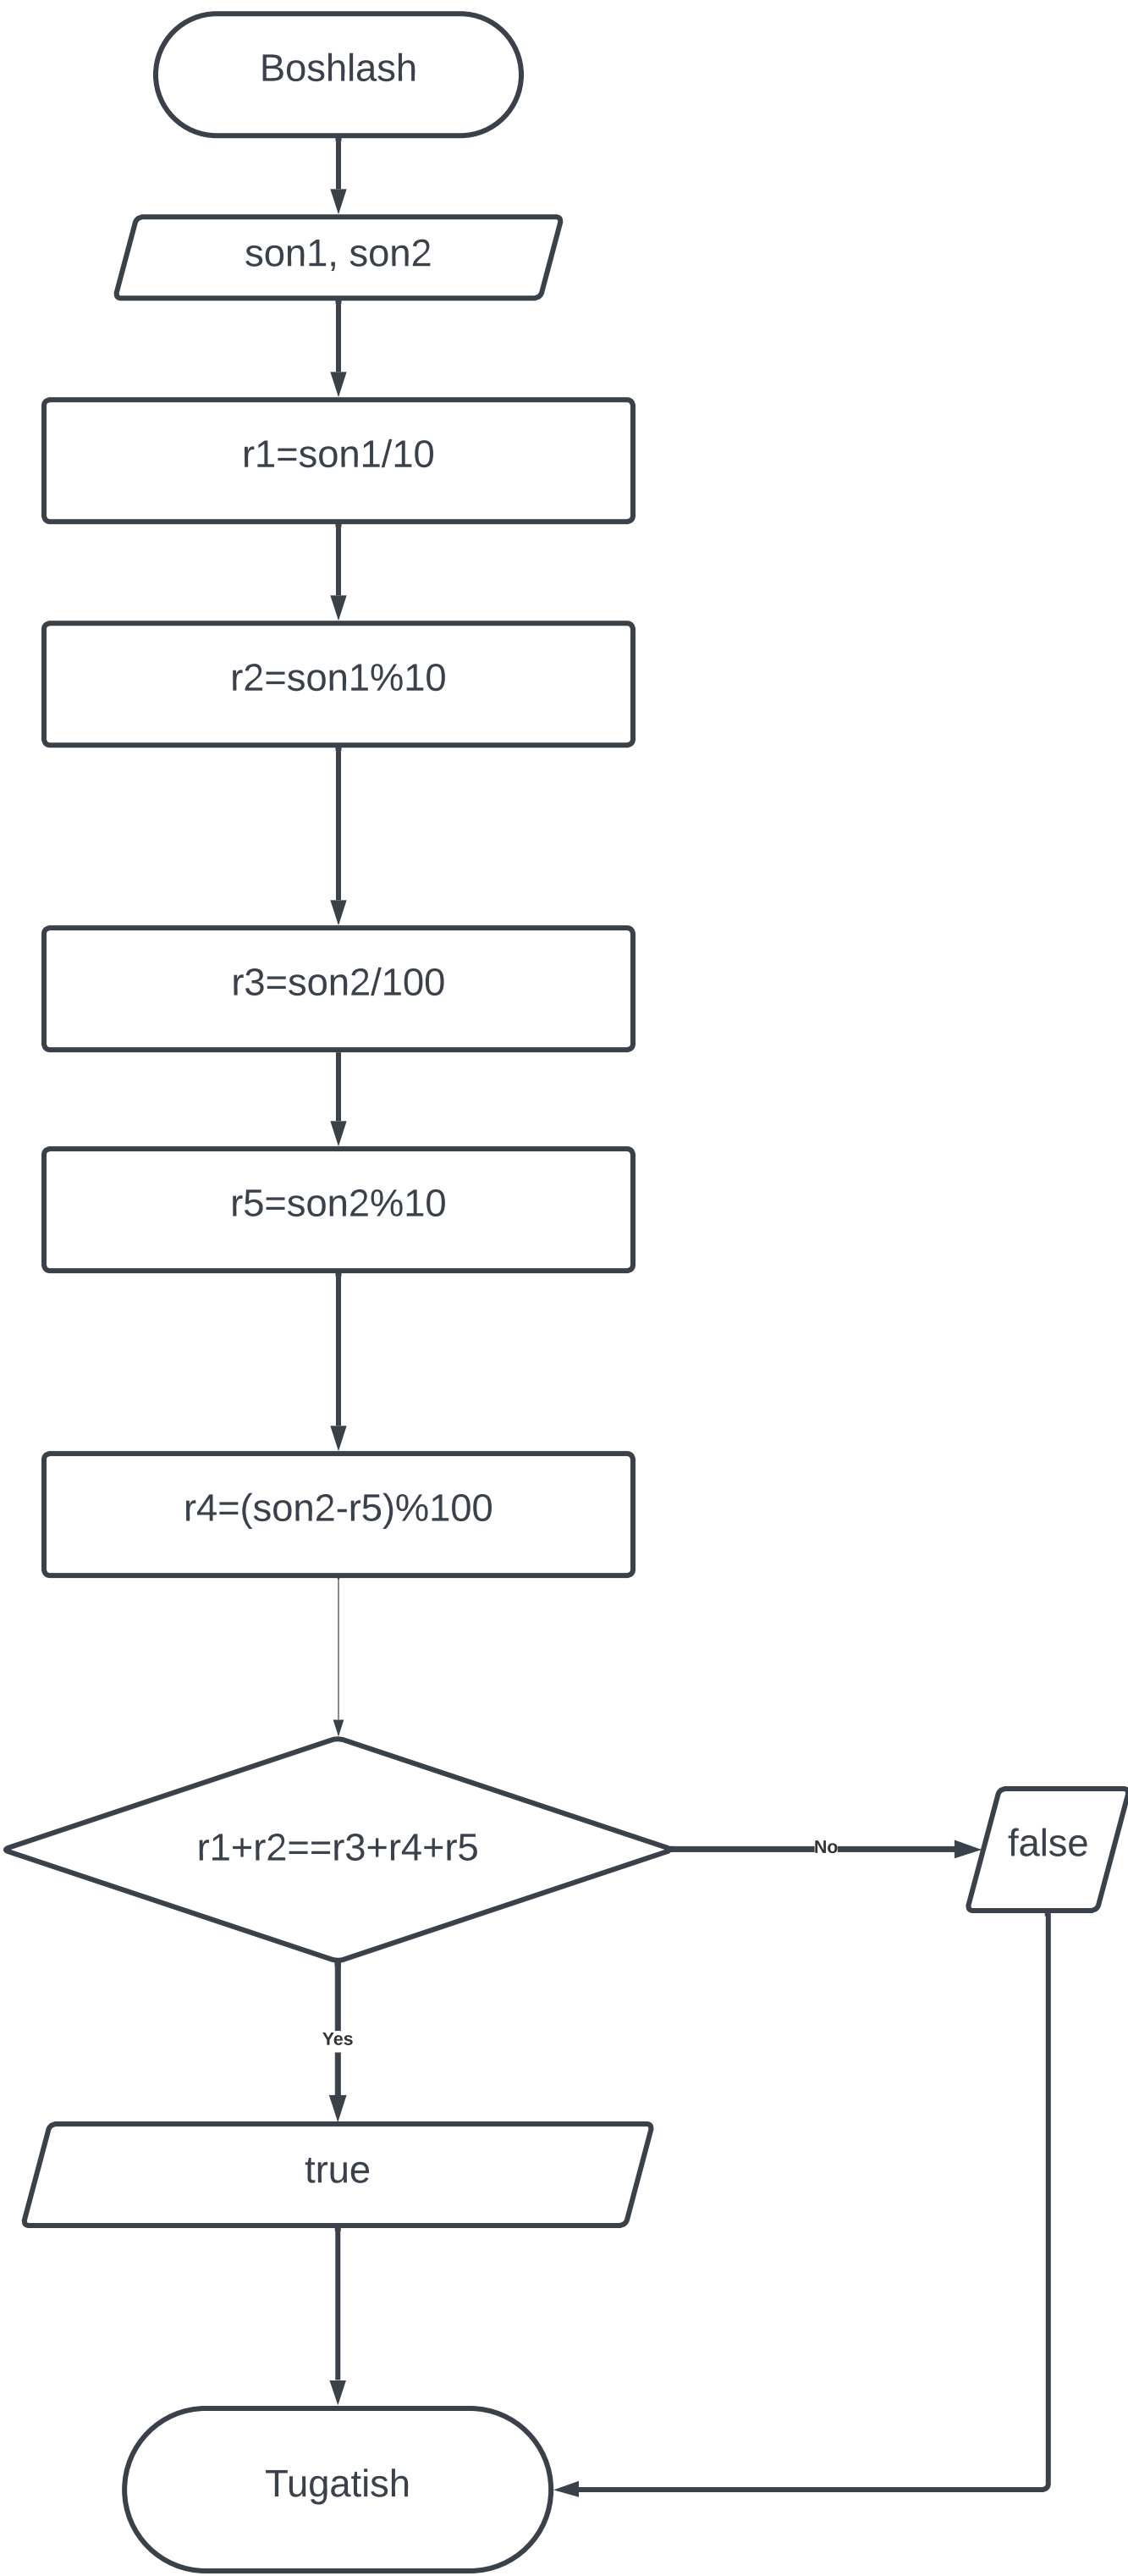 Boshlash
son1, son2
r1=son1/10
r2=son1%10
r3=son2/100
r5=son2%10
r4=(son2-r5)%100
r1+r2==r3+r4+r5
No
false
Yes
true
Tugatish